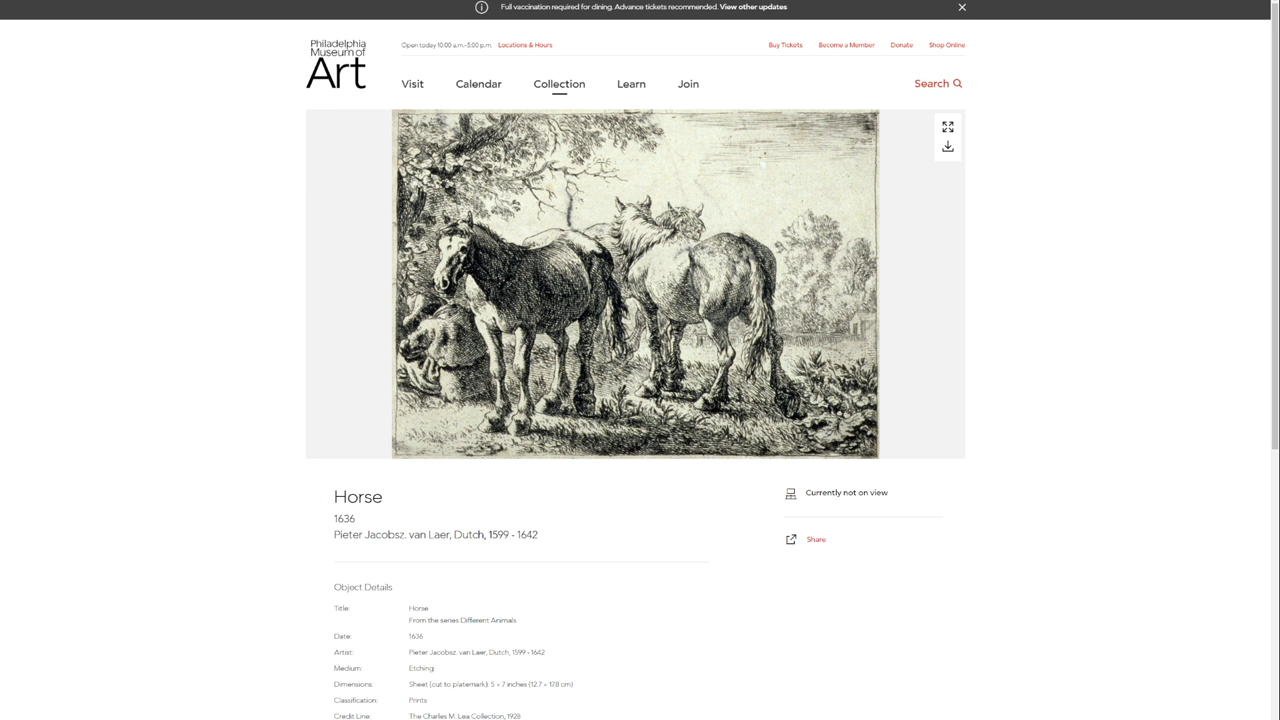 Full vaccination required for dining. Advance tickets recommended. View other updates
Philadelphia
Museum of
Art
Open today 10:00 a.m.–5:00 p.m. Locations & Hours
Buy Tickets Become a Member Donate Shop Online
Visit Calendar Collection Learn Join
Search
Horse
1636
Pieter Jacobsz. van Laer, Dutch, 1599 - 1642
Currently not on view
Share
Object Details
Title: Horse
From the series Different Animals
Date: 1636
Artist: Pieter Jacobsz. van Laer, Dutch, 1599 - 1642
Medium: Etching
Dimensions: Sheet (cut to platemark): 5 × 7 inches (12.7 × 17.8 cm)
Classification: Prints
Credit Line: The Charles M. Lea Collection, 1928